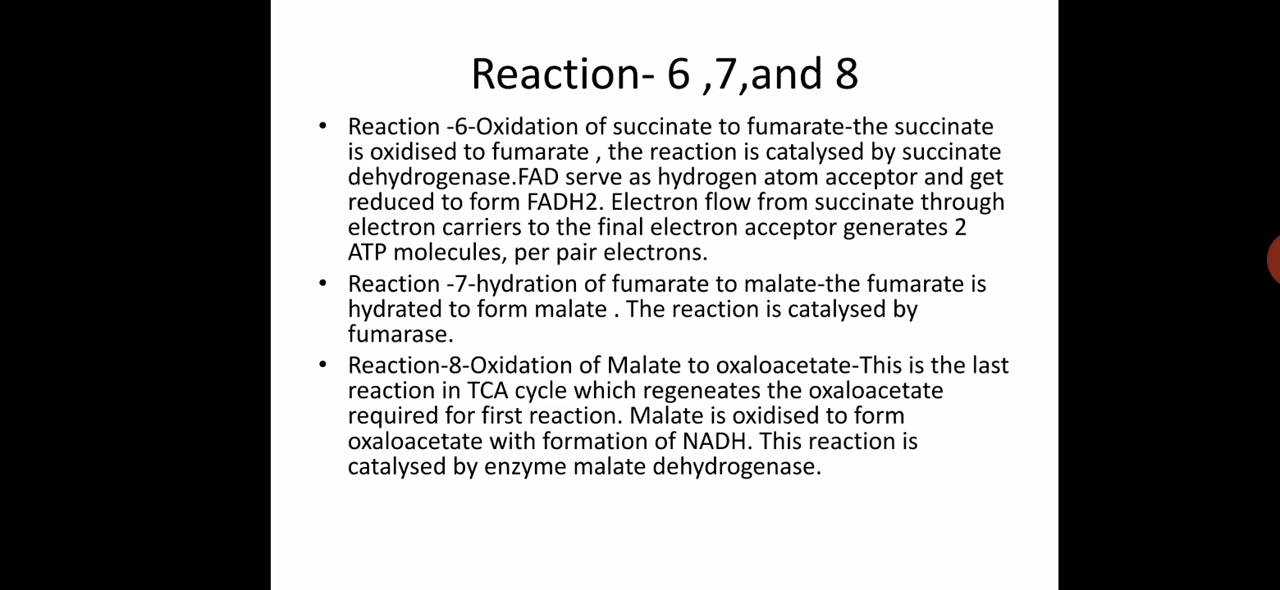 Reaction- 6 ,7,and 8
• Reaction -6-Oxidation of succinate to fumarate-the succinate
is oxidised to fumarate , the reaction is catalysed by succinate
dehydrogenase.FAD serve as hydrogen atom acceptor and get
reduced to form FADH2. Electron flow from succinate through
electron carriers to the final electron acceptor generates 2
ATP molecules, per pair electrons.
• Reaction -7-hydration of fumarate to malate-the fumarate is
hydrated to form malate . The reaction is catalysed by
fumarase.
• Reaction-8-Oxidation of Malate to oxaloacetate-This is the last
reaction in TCA cycle which regeneates the oxaloacetate
required for first reaction. Malate is oxidised to form
oxaloacetate with formation of NADH. This reaction is
catalysed by enzyme malate dehydrogenase.